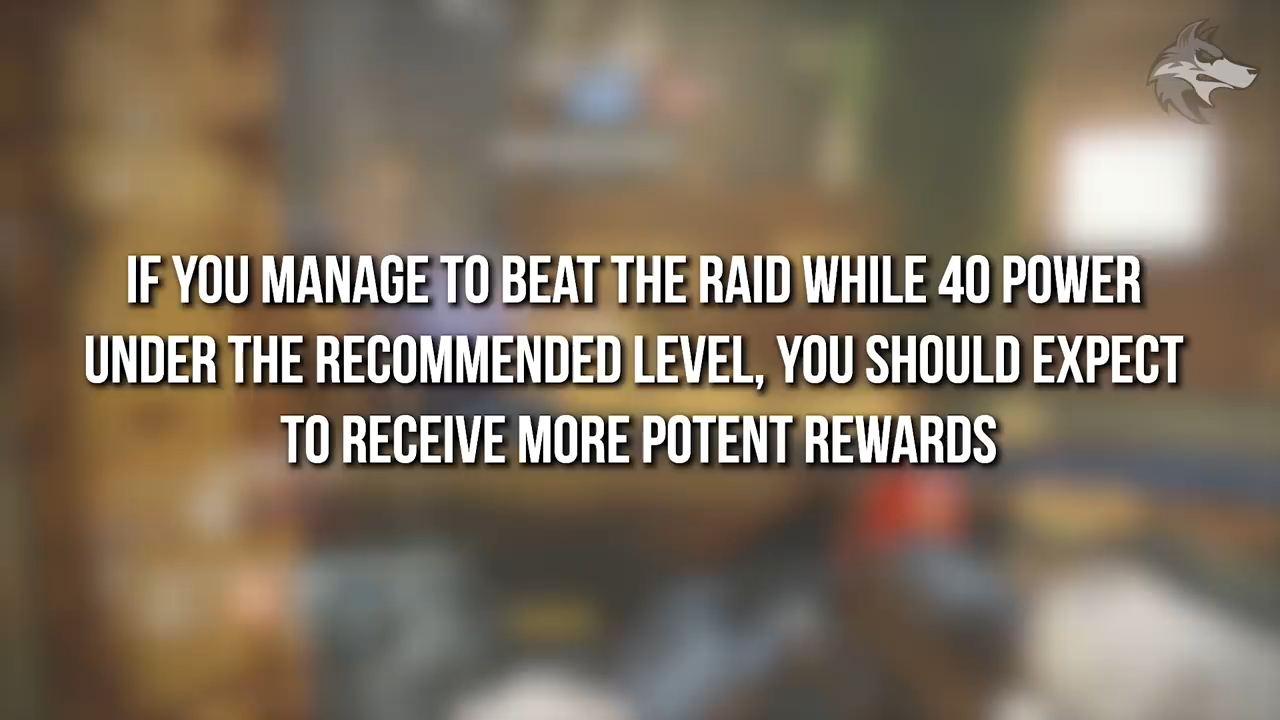 IF YOU MANAGE TO BEAT THE RAID WHILE 40 POWER
UNDER THE RECOMMENDED LEVEL, YOU SHOULD EXPECT
TO RECEIVE MORE POTENT REWARDS